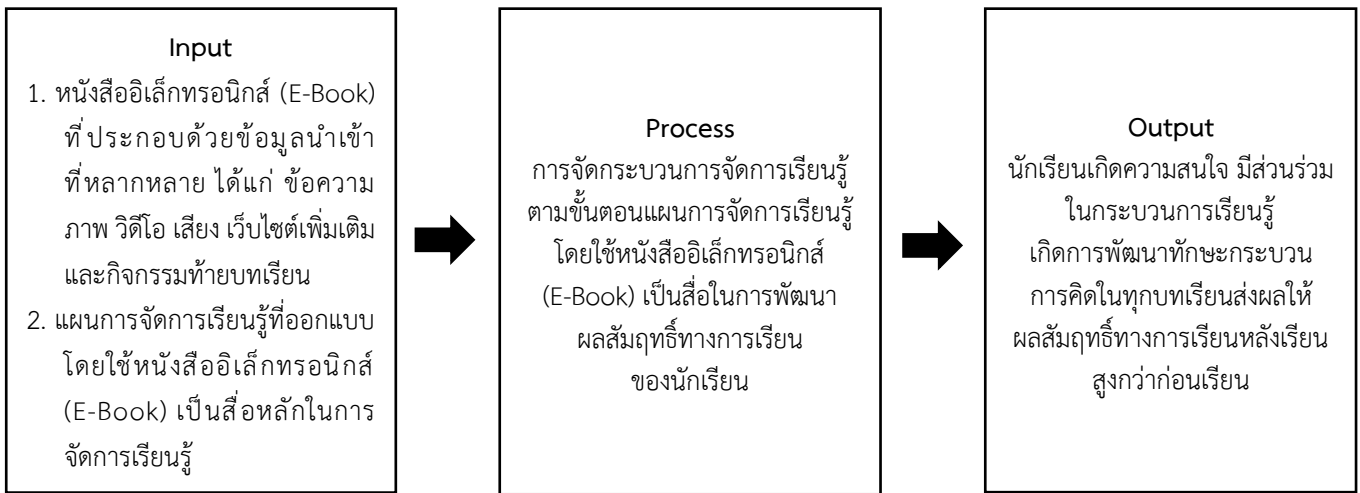 Input
1. หนังสืออิเล็กทรอนิกส์ (E-Book)
ที่ประกอบด้วยข้อมูลนำเข้า
ที่หลากหลาย ได้แก่ ข้อความ
ภาพ วิดีโอ เสียง เว็บไซต์เพิ่มเติม
และกิจกรรมท้ายบทเรียน
2. แผนการจัดการเรียนรู้ที่ออกแบบ
โดยใช้หนังสืออิเล็กทรอนิกส์
(E-Book) เป็นสื่อหลักในการ
จัดการเรียนรู้
Process
การจัดกระบวนการจัดการเรียนรู้
ตามขั้นตอนแผนการจัดการเรียนรู้
โดยใช้หนังสืออิเล็กทรอนิกส์
(E-Book) เป็นสื่อในการพัฒนา
ผลสัมฤทธิ์ทางการเรียน
ของนักเรียน
Output
นักเรียนเกิดความสนใจ มีส่วนร่วม
ในกระบวนการเรียนรู้
เกิดการพัฒนาทักษะกระบวน
การคิดในทุกบทเรียนส่งผลให้
ผลสัมฤทธิ์ทางการเรียนหลังเรียน
สูงกว่าก่อนเรียน